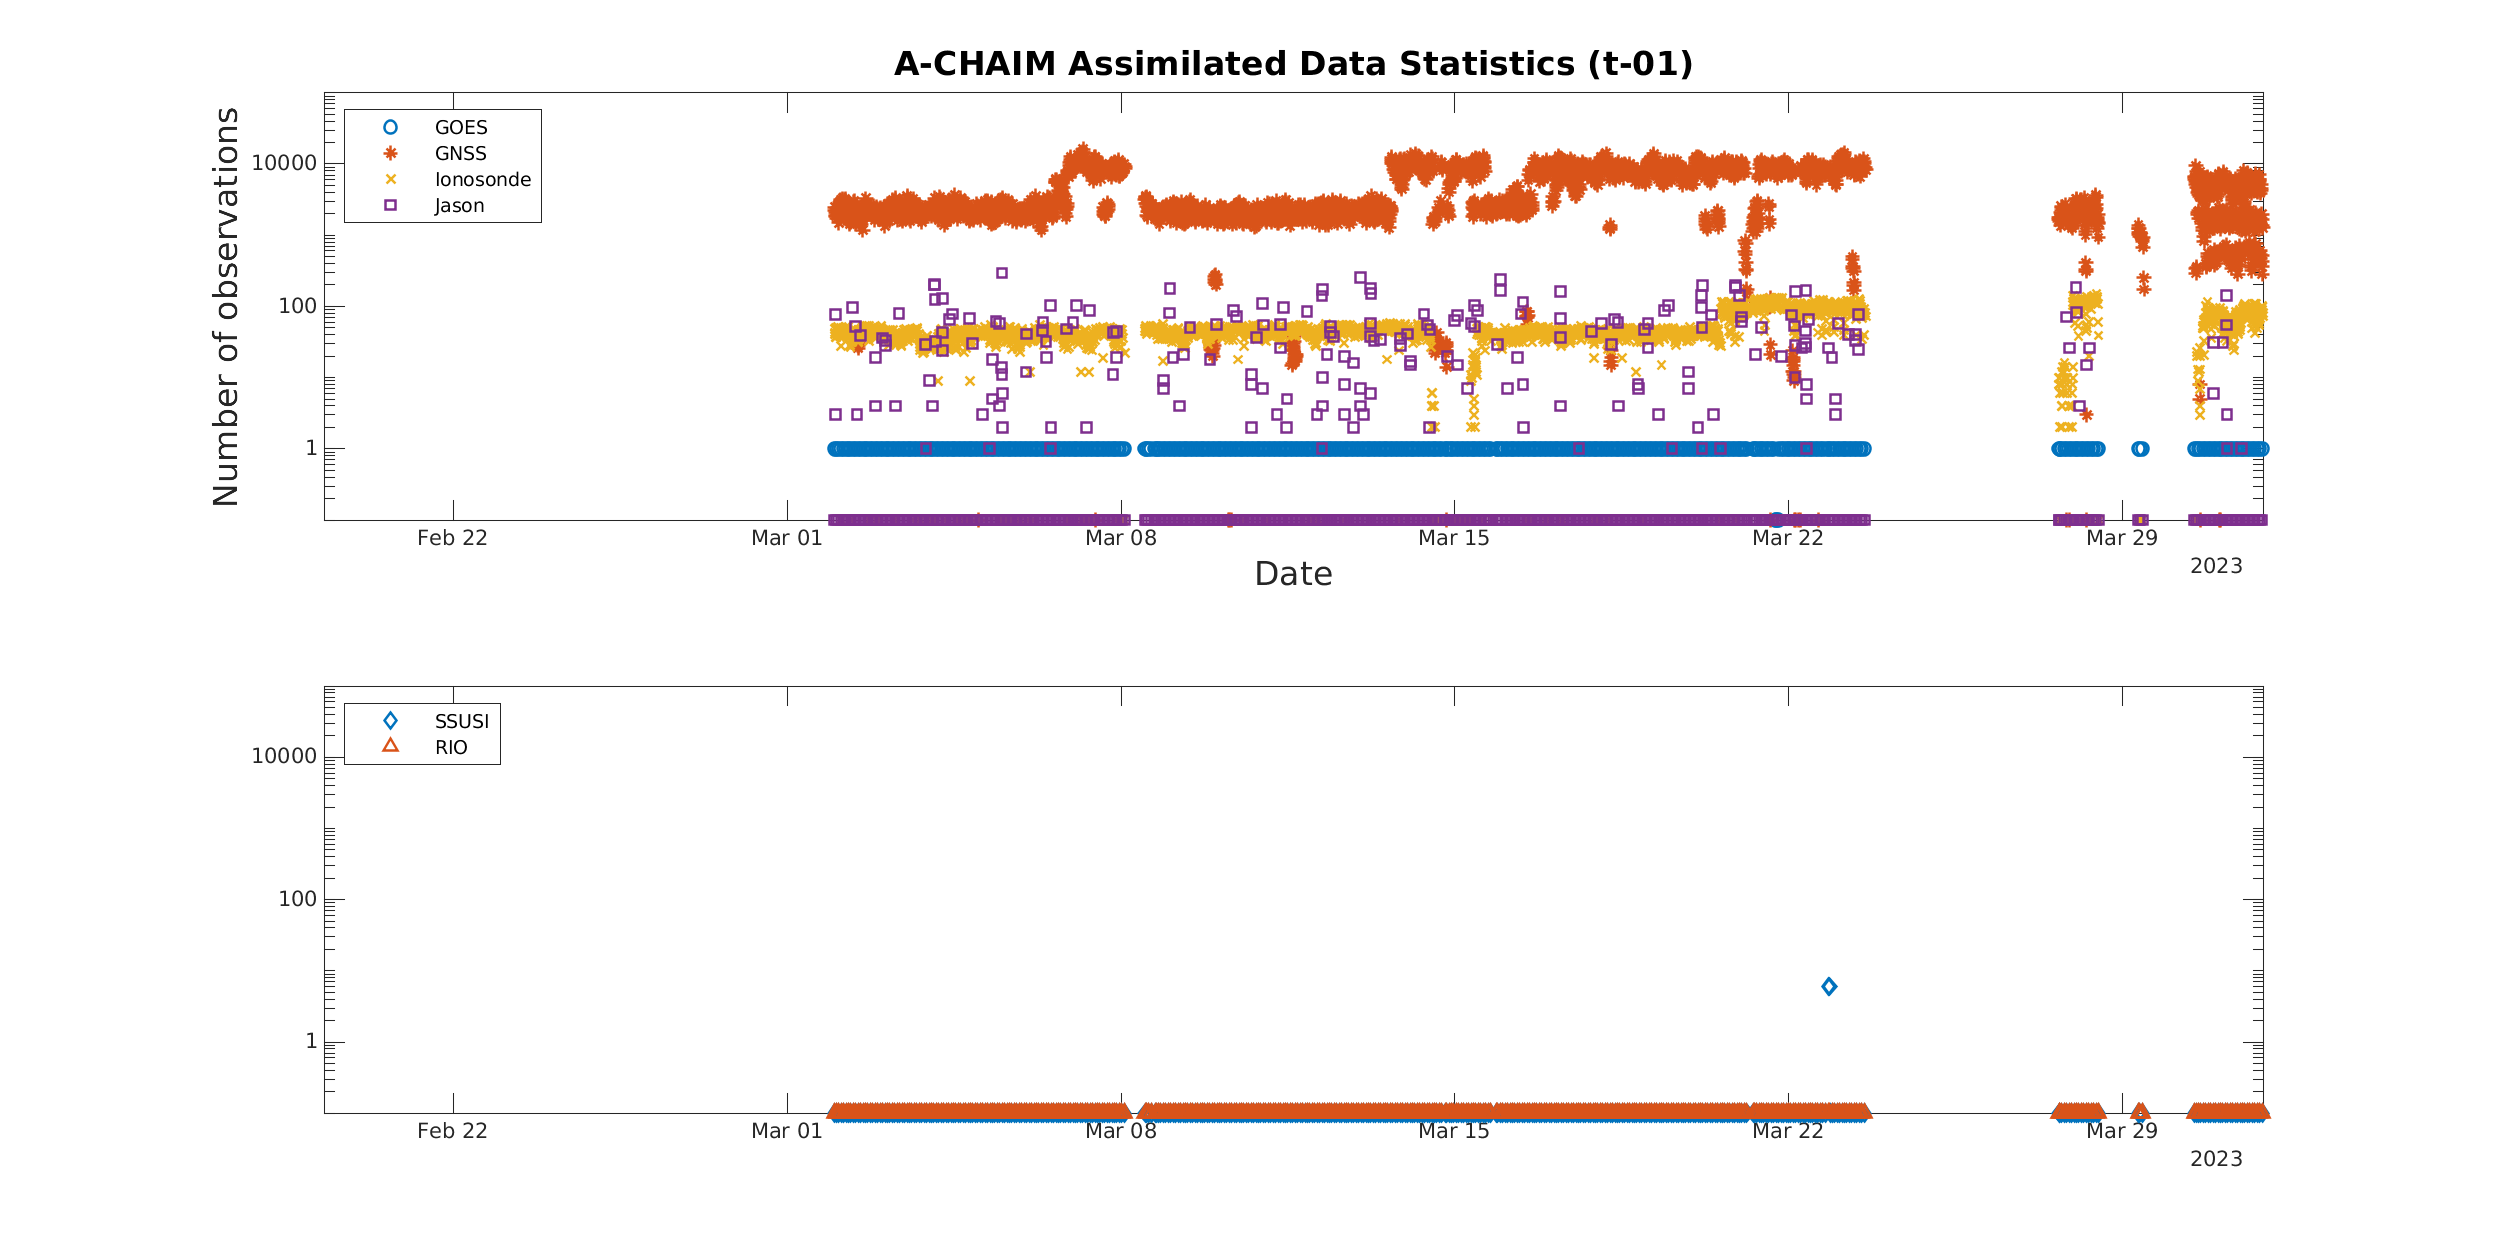 A-CHAIM Assimilated Data Statistics (t-01)
Number of observations
GOES
GNSS
Ionosonde
Jason
10000
100
1
Feb 22
Mar 01
Mar 08
Mar 15
Mar 22
Mar 29
2023
Date
SSUSI
RIO
10000
100
1
Feb 22
Mar 01
Mar 08
Mar 15
Mar 22
Mar 29
2023